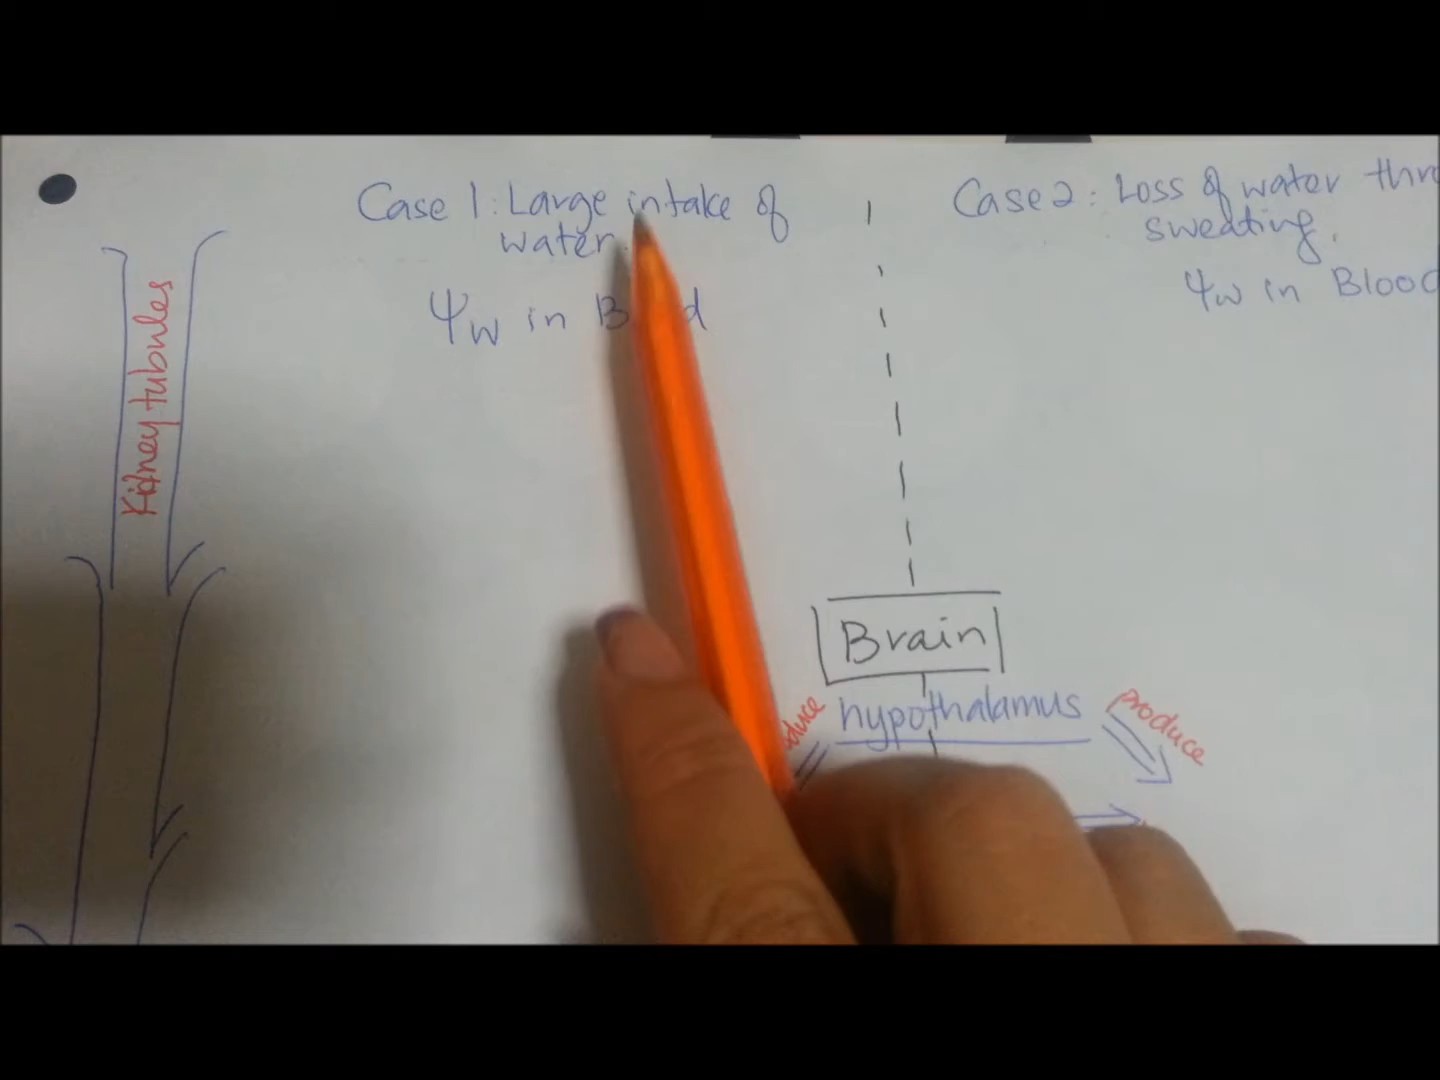 Case 1: Large intake of
water.
Ψw in
Case 2: Loss of water
sweating.
Ψw in
Kidney tubules
Brain
hypothalamus
produce